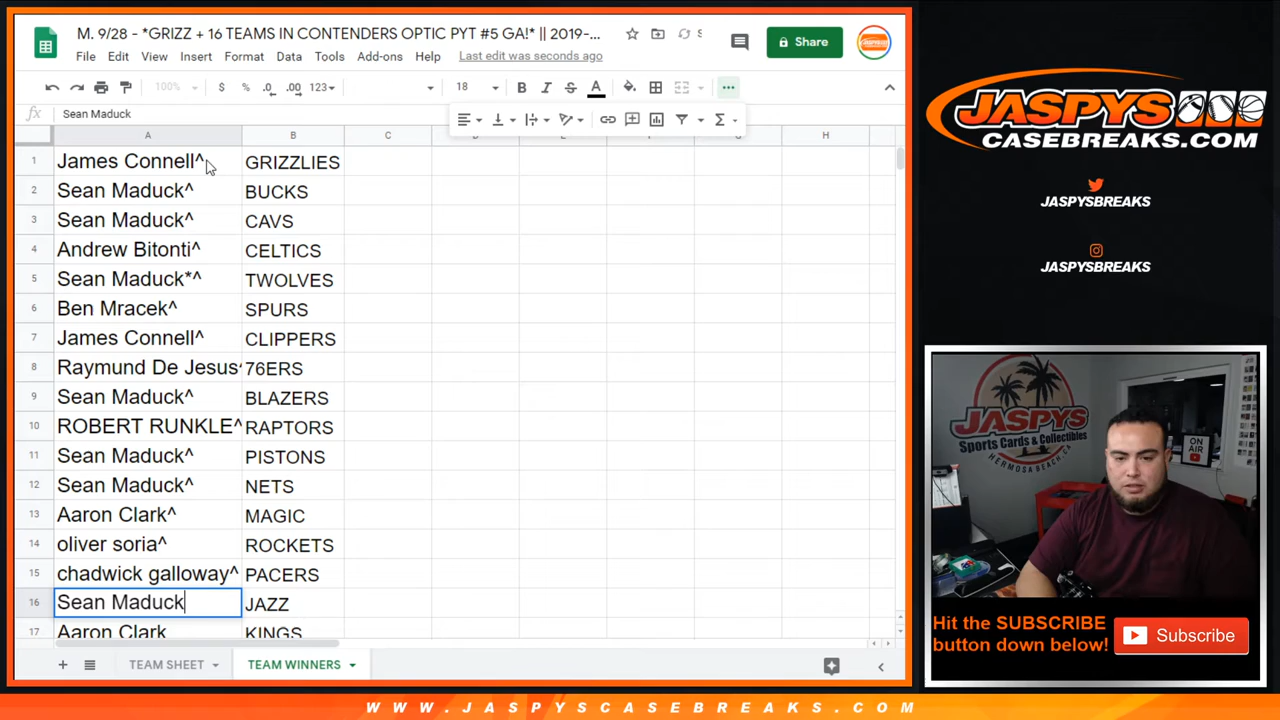 M. 9/28 - *GRIZZ + 16 TEAMS IN CONTENDERS OPTIC PYT #5 GA!* || 2019-...
File Edit View Insert Format Data Tools Add-ons Help Last edit was seconds ago
Share
100% $ % .0 .00 123 18 B I S A
fx Sean Maduck
A B C H
1 James Connell^ GRIZZLIES
2 Sean Maduck^ BUCKS
3 Sean Maduck^ CAVS
4 Andrew Bitonti^ CELTICS
5 Sean Maduck*^ TWOLVES
6 Ben Mracek^ SPURS
7 James Connell^ CLIPPERS
8 Raymund De Jesus^ 76ERS
9 Sean Maduck^ BLAZERS
10 ROBERT RUNKLE^ RAPTORS
11 Sean Maduck^ PISTONS
12 Sean Maduck^ NETS
13 Aaron Clark^ MAGIC
14 oliver soria^ ROCKETS
15 chadwick galloway^ PACERS
16 Sean Maduck JAZZ
17 Aaron Clark KINGS
TEAM SHEET TEAM WINNERS
JASPYS
CASEBREAKS.COM
JASPYSBREAKS
JASPYSBREAKS
JASPYS
Sports Cards & Collectibles
HERMOSA BEACH, CA
ON AIR
Hit the SUBSCRIBE
button down below!
Subscribe
WWW.JASPYSCASEBREAKS.COM